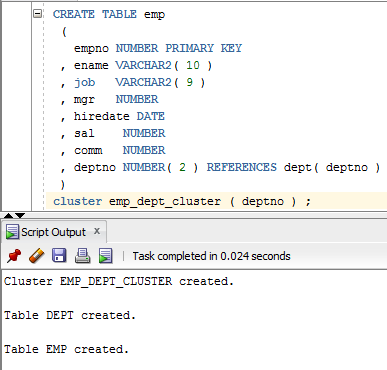 CREATE TABLE emp
(
empno NUMBER PRIMARY KEY
, ename VARCHAR2( 10 )
, job VARCHAR2( 9 )
, mgr NUMBER
, hiredate DATE
, sal NUMBER
, comm NUMBER
, deptno NUMBER( 2 ) REFERENCES dept( deptno )
)
cluster emp_dept_cluster ( deptno ) ;
Script Output x
Task completed in 0.024 seconds
Cluster EMP_DEPT_CLUSTER created.
Table DEPT created.
Table EMP created.